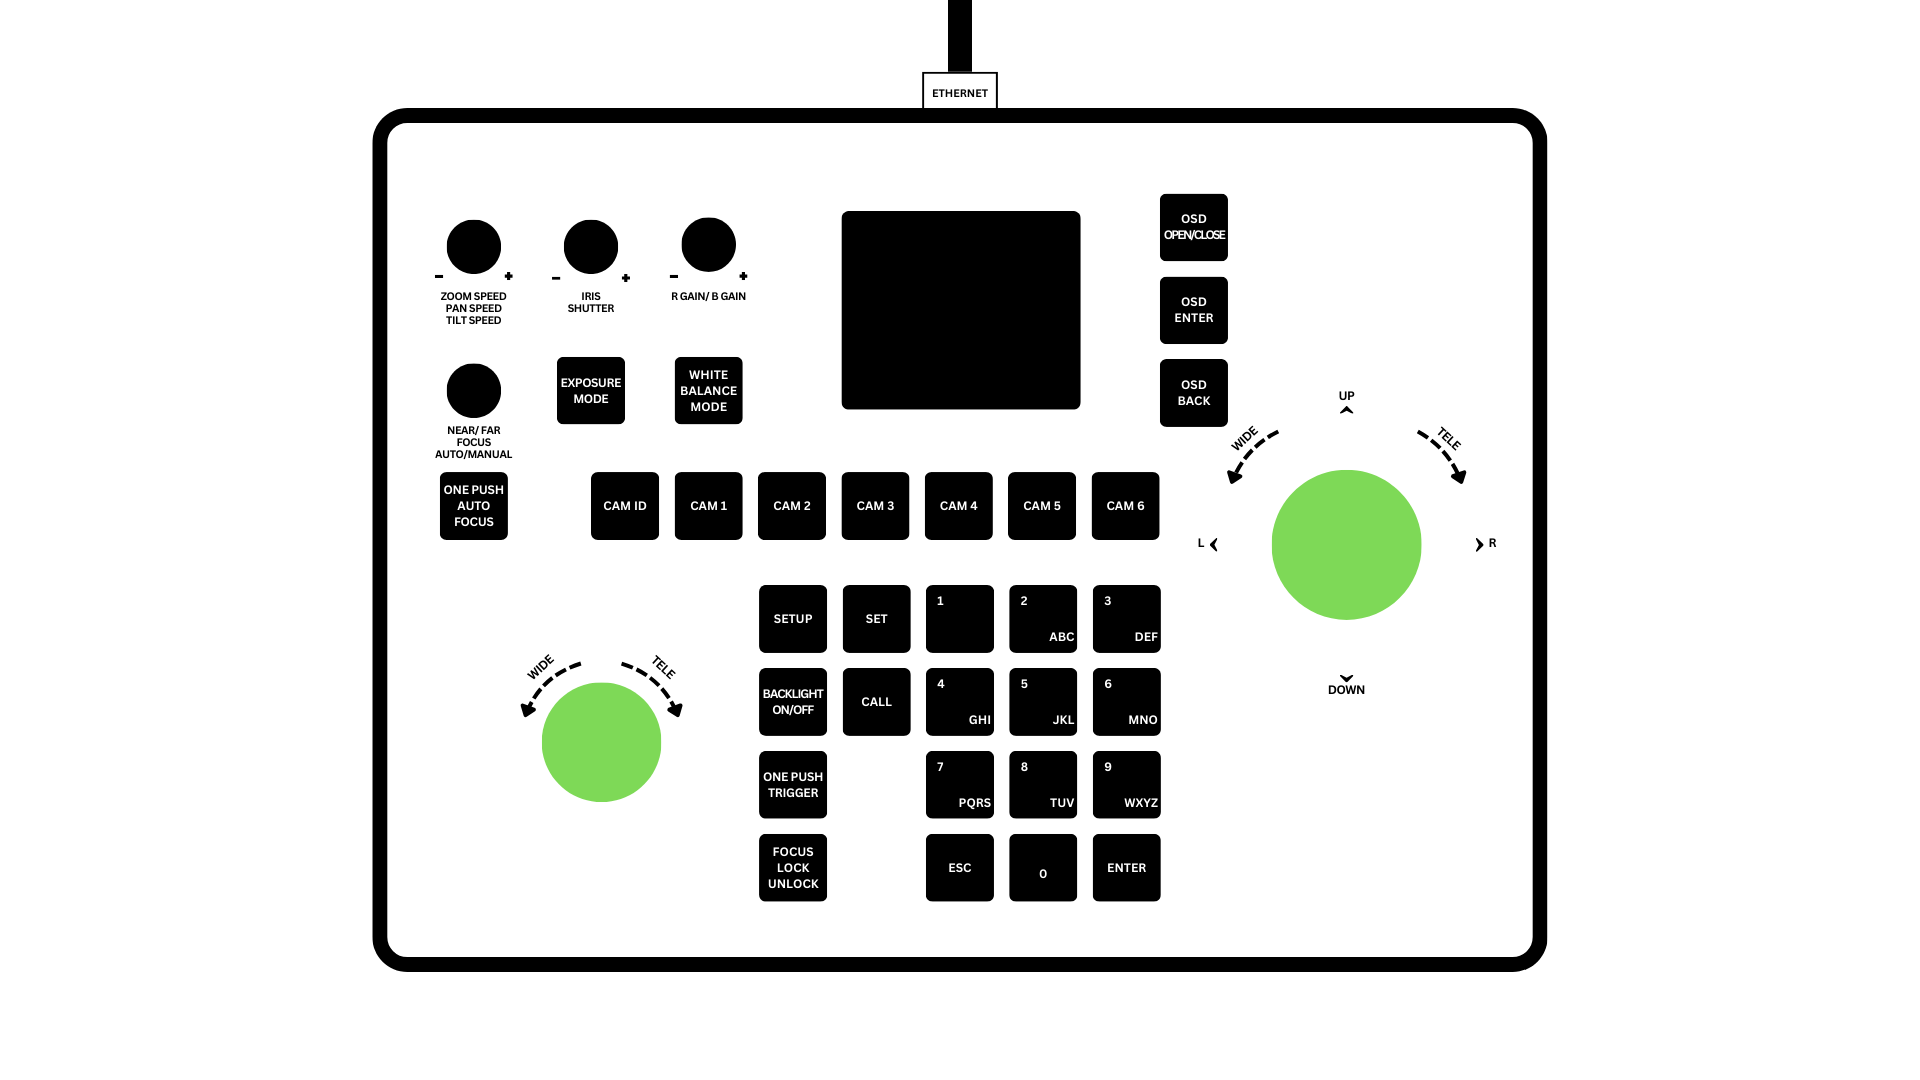 ETHERNET
- +
ZOOM SPEED
PAN SPEED
TILT SPEED
- +
IRIS
SHUTTER
- +
R GAIN/ B GAIN
OSD
OPEN/CLOSE
OSD
ENTER
OSD
BACK
NEAR/ FAR
FOCUS
AUTO/MANUAL
EXPOSURE
MODE
WHITE
BALANCE
MODE
ONE PUSH
AUTO
FOCUS
CAM ID
CAM 1
CAM 2
CAM 3
CAM 4
CAM 5
CAM 6
UP
WIDE
TELE
L
R
DOWN
WIDE
TELE
SETUP
SET
1
2
ABC
3
DEF
BACKLIGHT
ON/OFF
CALL
4
GHI
5
JKL
6
MNO
ONE PUSH
TRIGGER
7
PQRS
8
TUV
9
WXYZ
FOCUS
LOCK
UNLOCK
ESC
0
ENTER